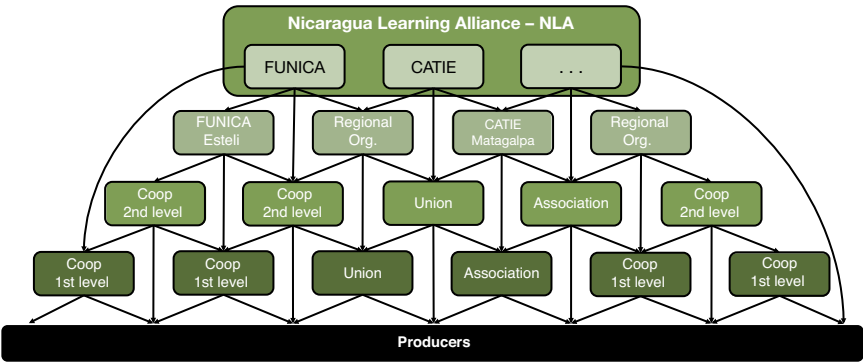 Nicaragua Learning Alliance – NLA
FUNICA
CATIE
. . .
FUNICA
Esteli
Regional
Org.
CATIE
Matagalpa
Regional
Org.
Coop
2nd level
Coop
2nd level
Union
Association
Coop
2nd level
Coop
1st level
Coop
1st level
Union
Association
Coop
1st level
Coop
1st level
Producers